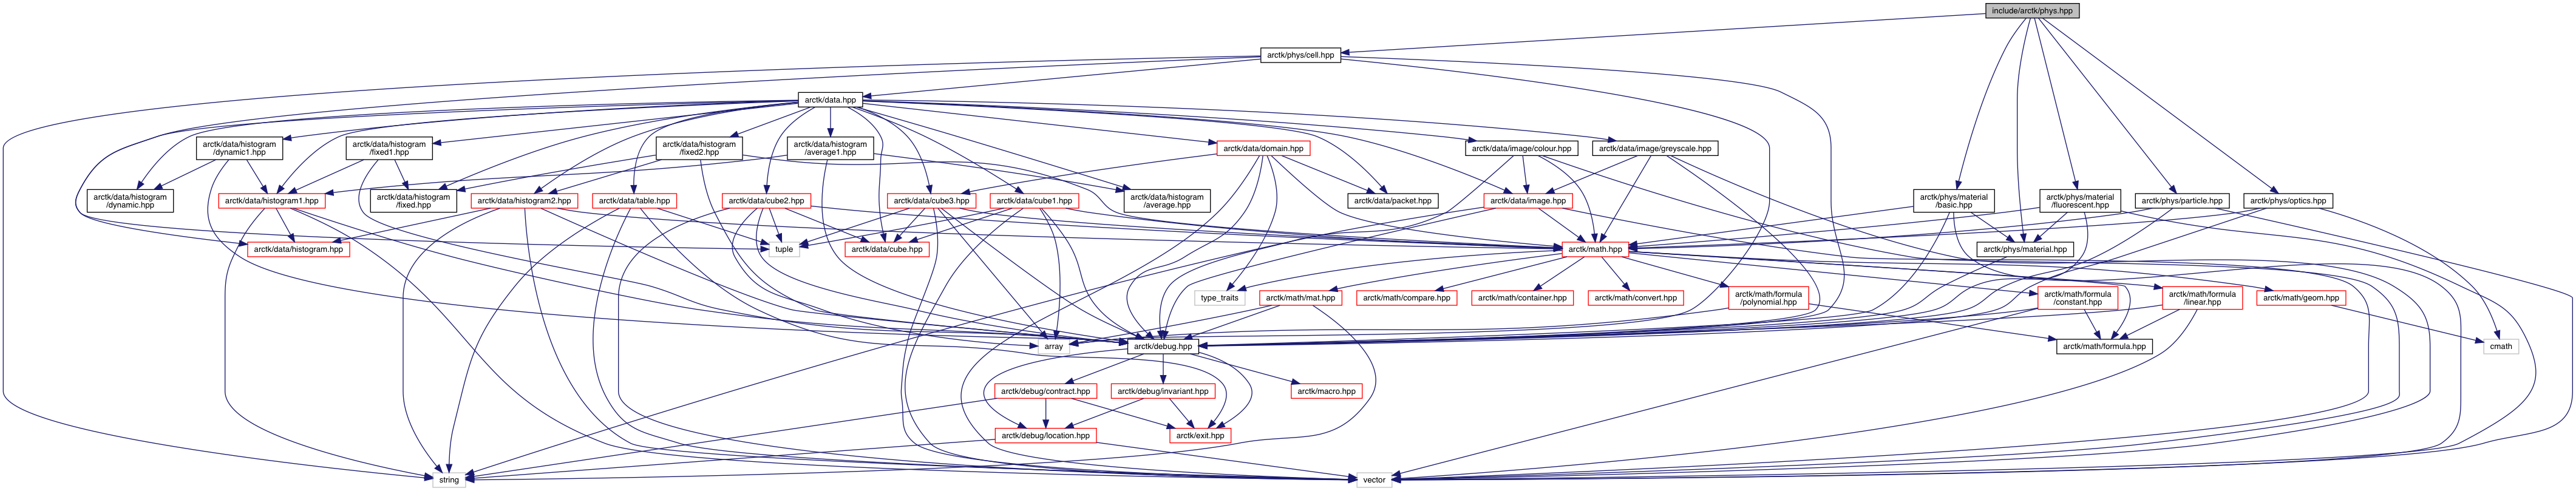 include/arctk/phys.hpp
arctk/phys/cell.hpp
arctk/data.hpp
arctk/data/histogram
/dynamic1.hpp
arctk/data/histogram
/fixed1.hpp
arctk/data/histogram
/fixed2.hpp
arctk/data/histogram
/average1.hpp
arctk/data/domain.hpp
arctk/data/image/colour.hpp
arctk/data/image/greyscale.hpp
arctk/data/histogram
/dynamic.hpp
arctk/data/histogram1.hpp
arctk/data/histogram
/fixed.hpp
arctk/data/histogram2.hpp
arctk/data/table.hpp
arctk/data/cube2.hpp
arctk/data/cube3.hpp
arctk/data/cube1.hpp
arctk/data/histogram
/average.hpp
arctk/data/packet.hpp
arctk/data/image.hpp
arctk/phys/material
/basic.hpp
arctk/phys/material
/fluorescent.hpp
arctk/phys/particle.hpp
arctk/phys/optics.hpp
arctk/data/histogram.hpp
tuple
arctk/data/cube.hpp
arctk/math.hpp
arctk/phys/material.hpp
type_traits
arctk/math/mat.hpp
arctk/math/compare.hpp
arctk/math/container.hpp
arctk/math/convert.hpp
arctk/math/formula
/polynomial.hpp
arctk/math/formula
/constant.hpp
arctk/math/formula
/linear.hpp
arctk/math/geom.hpp
array
arctk/debug.hpp
arctk/math/formula.hpp
cmath
arctk/debug/contract.hpp
arctk/debug/invariant.hpp
arctk/macro.hpp
arctk/debug/location.hpp
arctk/exit.hpp
string
vector